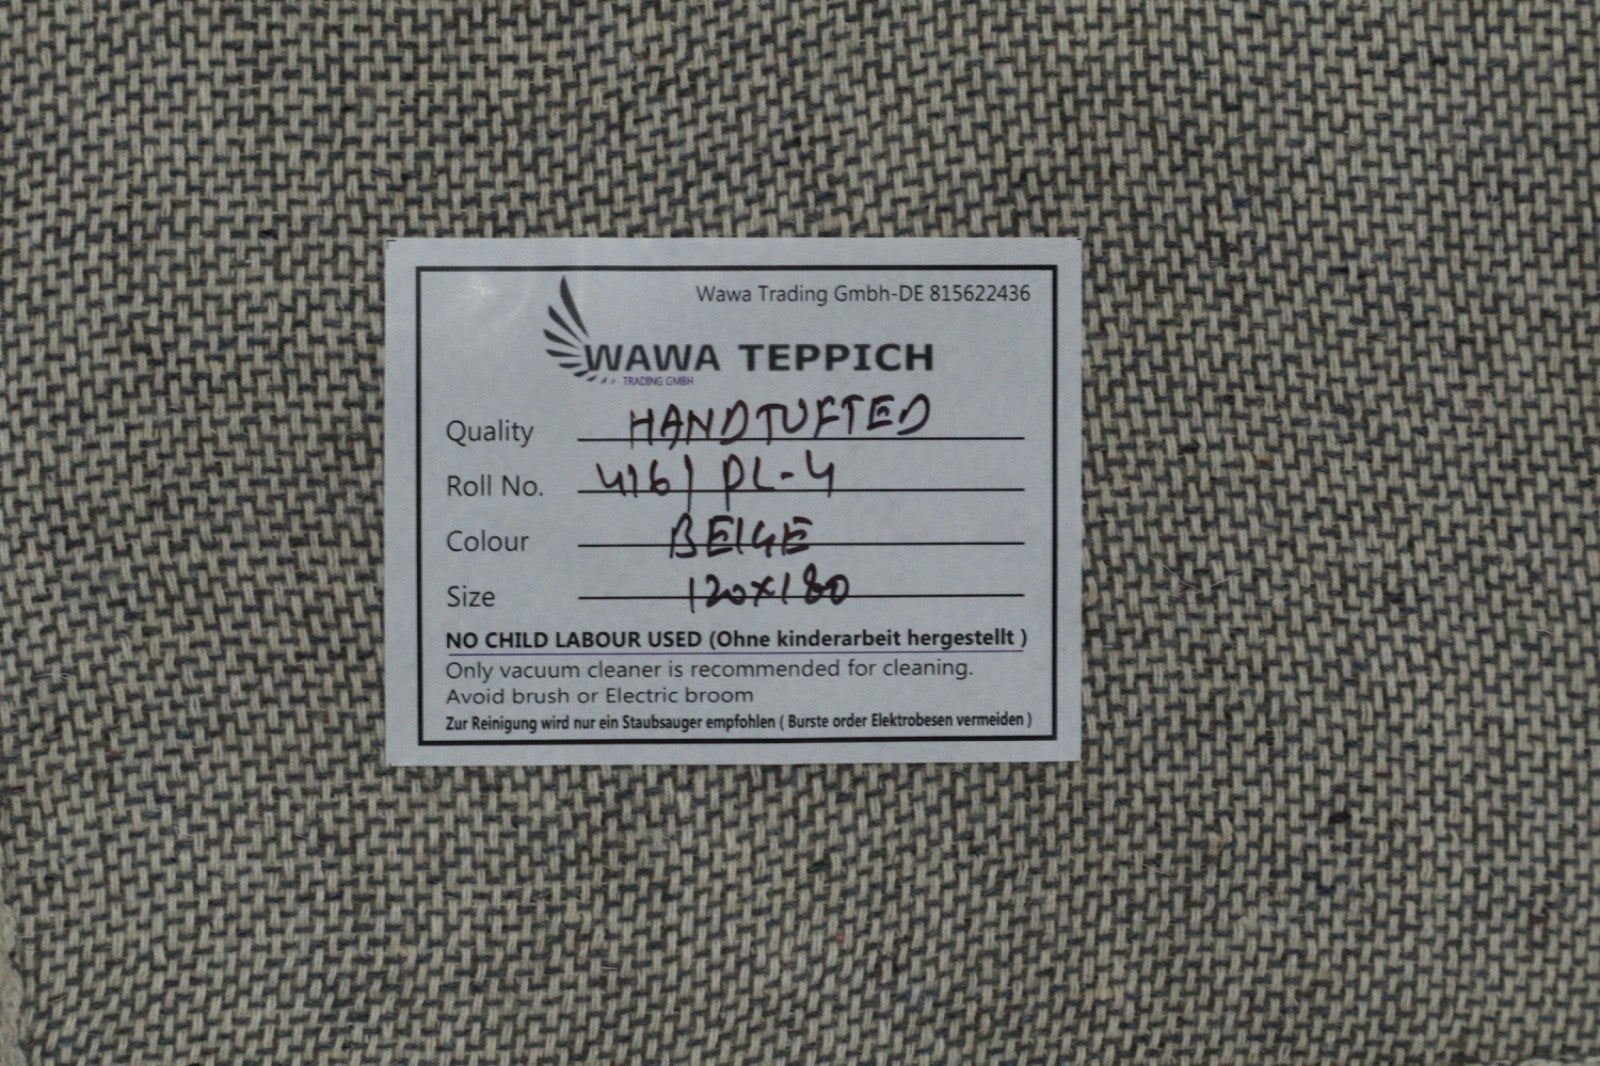 Wawa Trading Gmbh-DE 815622436
WAWA TEPPICH
TRADING GMBH
Quality HANDTUFTED
Roll No. 4161 PL-4
Colour BEIGE
Size 120x180
NO CHILD LABOUR USED (Ohne kinderarbeit hergestellt )
Only vacuum cleaner is recommended for cleaning.
Avoid brush or Electric broom
Zur Reinigung wird nur ein Staubsauger empfohlen ( Burste order Elektrobesen vermeiden )